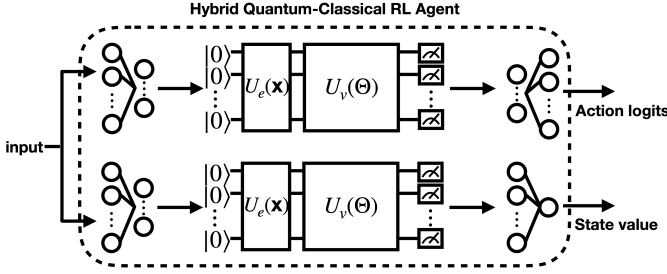 Hybrid Quantum-Classical RL Agent
input
|0⟩
|0⟩
⋮
|0⟩
U_e(𝐱)
U_v(Θ)
Action logits
|0⟩
|0⟩
⋮
|0⟩
U_e(𝐱)
U_v(Θ)
State value